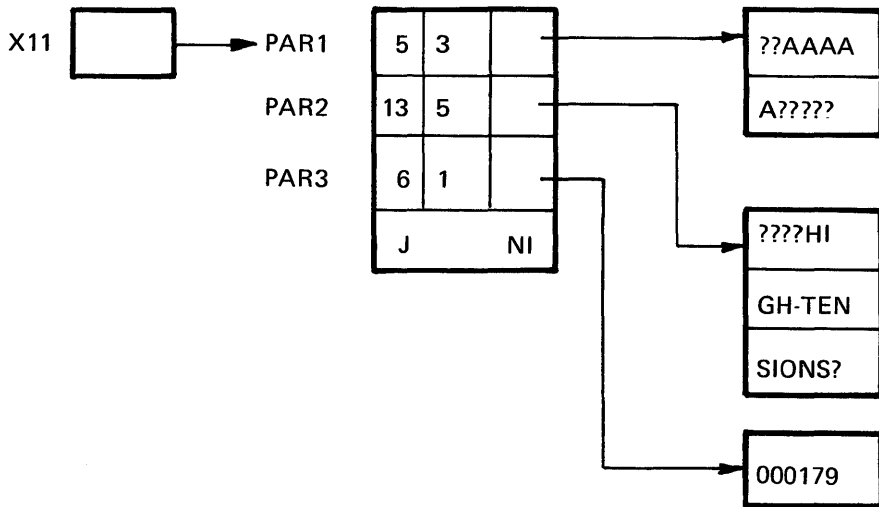 X11 PAR1 5 3 ??AAAA
PAR2 13 5 A?????
PAR3 6 1
J NI ????HI
GH-TEN
SIONS?
000179